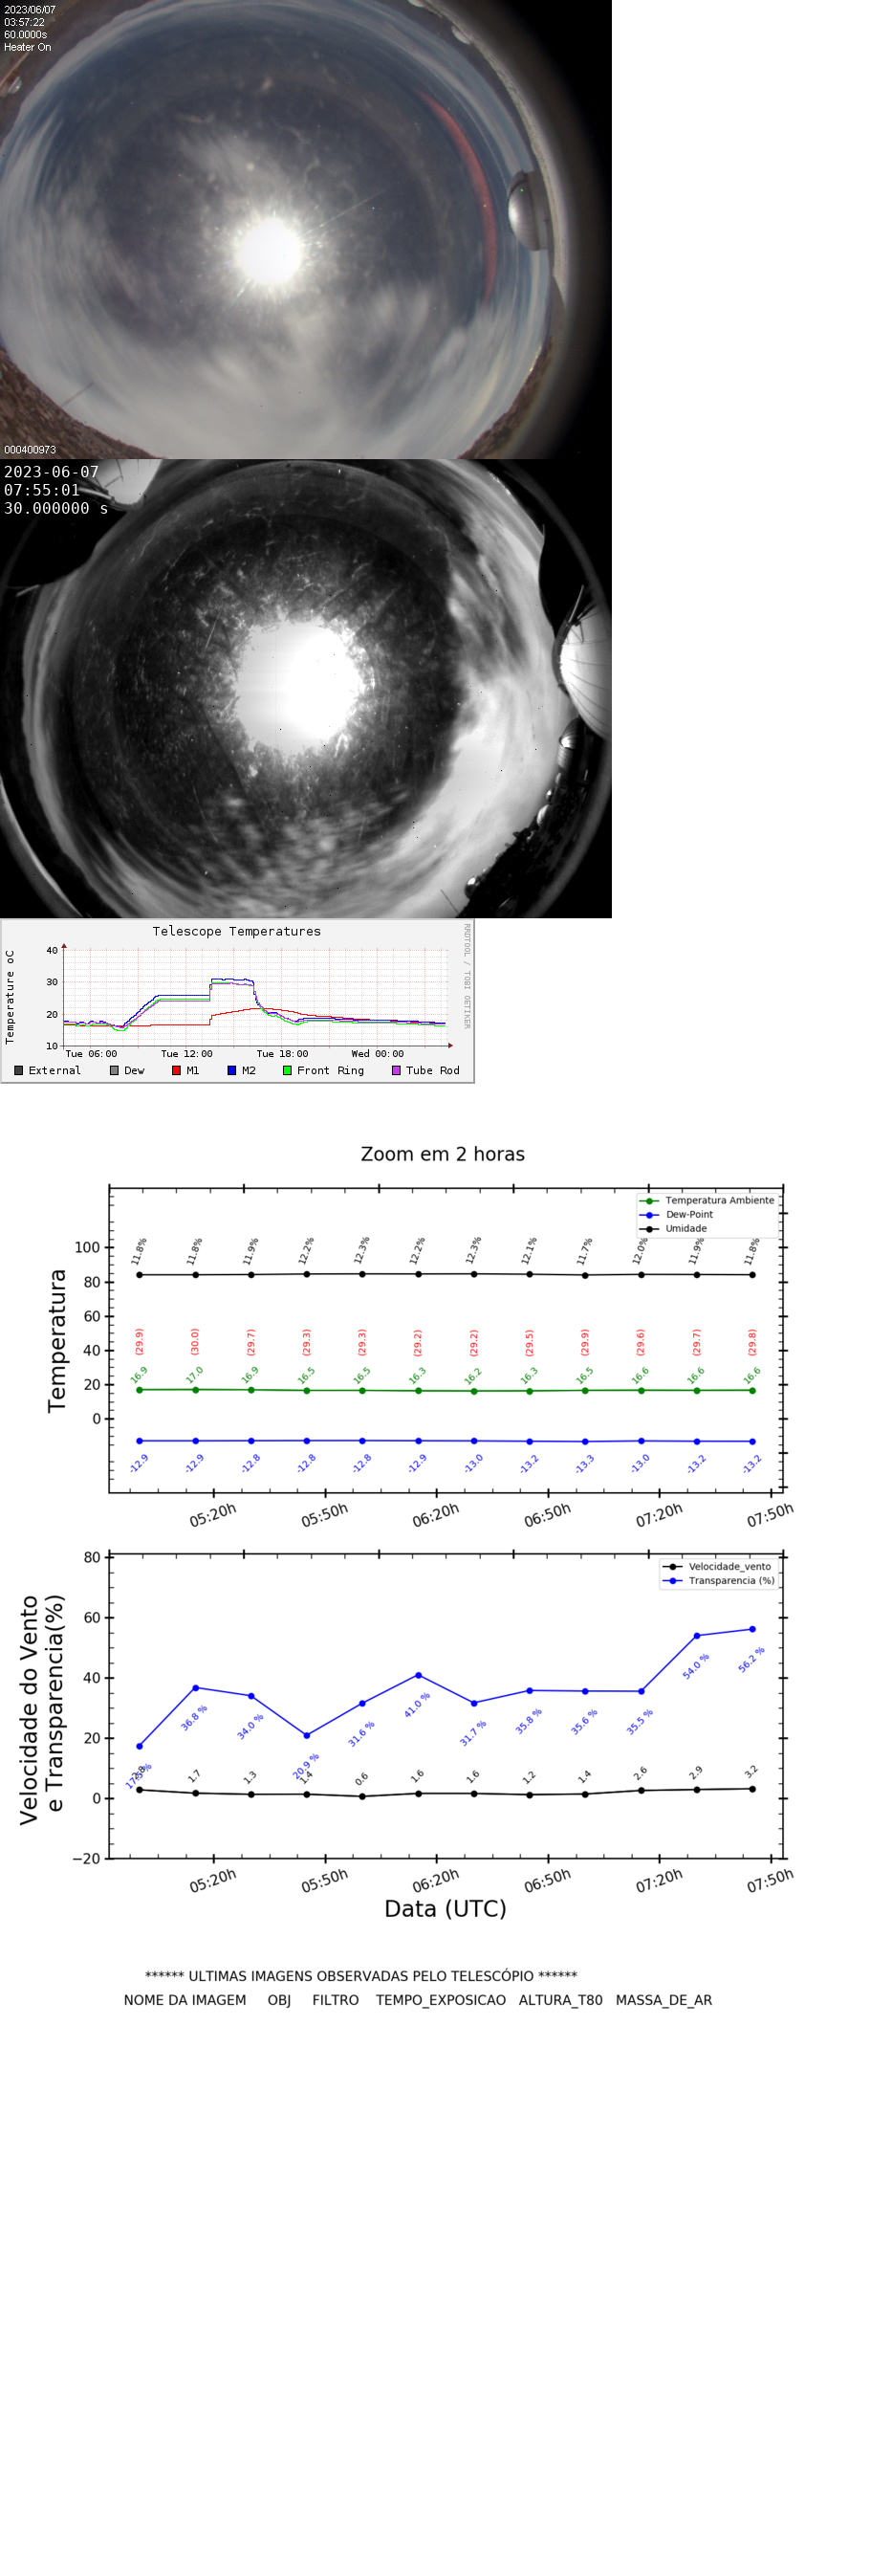 2023/06/07
03:57:22
60.0000s
Heater On
000400973
2023-06-07
07:55:01
30.000000 s
Telescope Temperatures
RRDTOOL / TOBI OETIKER
Temperature oC
40
30
20
10
Tue 06:00 Tue 12:00 Tue 18:00 Wed 00:00
External Dew M1 M2 Front Ring Tube Rod
Zoom em 2 horas
Temperatura Ambiente
Dew-Point
Umidade
Temperatura
100
80
60
40
20
0
11.8% 11.8% 11.9% 12.2% 12.3% 12.2% 12.3% 12.1% 11.7% 12.0% 11.9% 11.8%
(29.9) (30.0) (29.7) (29.3) (29.3) (29.2) (29.2) (29.5) (29.9) (29.6) (29.7) (29.8)
16.9 17.0 16.9 16.5 16.5 16.3 16.2 16.3 16.5 16.6 16.6 16.6
-12.9 -12.9 -12.8 -12.8 -12.8 -12.9 -13.0 -13.2 -13.3 -13.0 -13.2 -13.2
05:20h 05:50h 06:20h 06:50h 07:20h 07:50h
Velocidade_vento
Transparencia (%)
Velocidade do Vento
e Transparencia(%)
80
60
40
20
0
−20
36.8 % 34.0 % 20.9 % 31.6 % 41.0 % 31.7 % 35.8 % 35.6 % 35.5 % 54.0 % 56.2 %
1.7 1.3 1.4 0.6 1.6 1.6 1.2 1.4 2.6 2.9 3.2
05:20h 05:50h 06:20h 06:50h 07:20h 07:50h
Data (UTC)
****** ULTIMAS IMAGENS OBSERVADAS PELO TELESCÓPIO ******
NOME DA IMAGEM OBJ FILTRO TEMPO_EXPOSICAO ALTURA_T80 MASSA_DE_AR